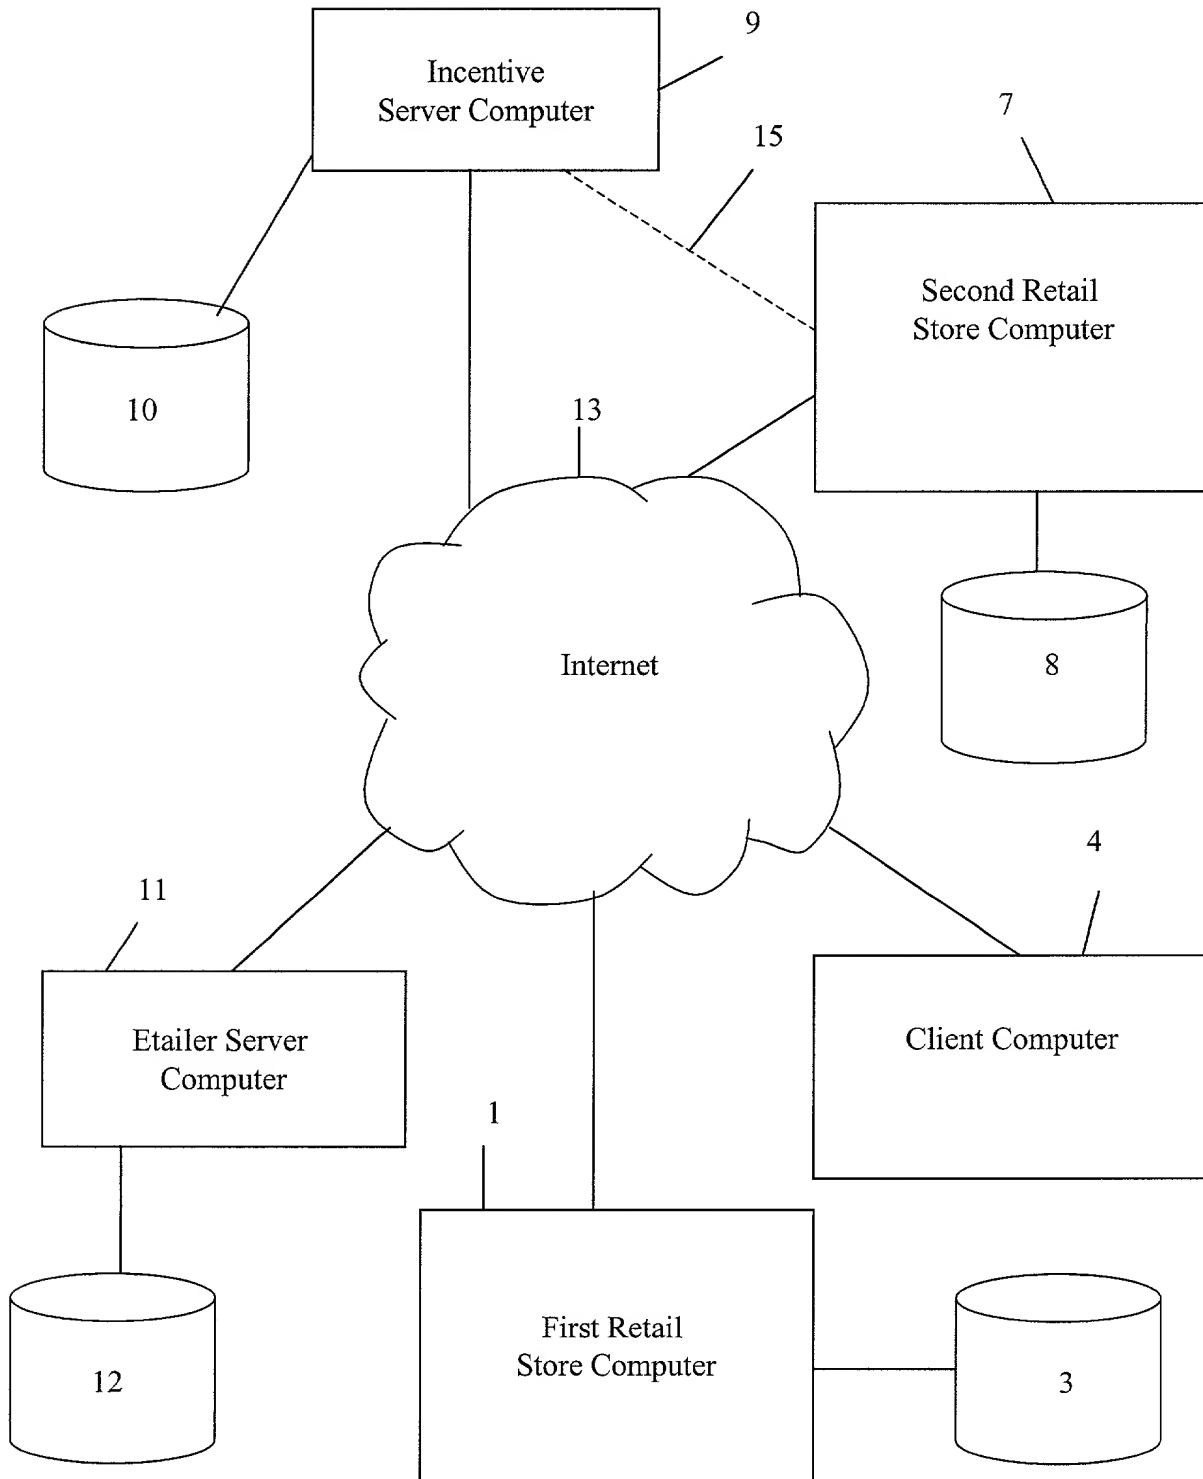 9
Incentive
Server Computer
7
15
Second Retail
Store Computer
10
13
Internet
8
4
11
Etailer Server
Computer
Client Computer
1
First Retail
Store Computer
12
3